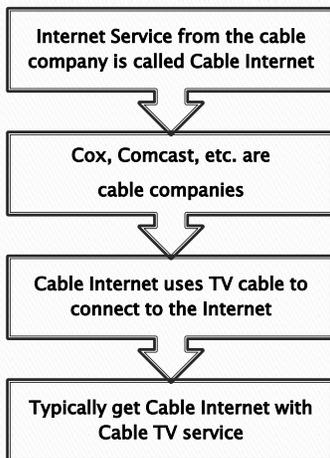 Internet Service from the cable
company is called Cable Internet
Cox, Comcast, etc. are
cable companies
Cable Internet uses TV cable to
connect to the Internet
Typically get Cable Internet with
Cable TV service